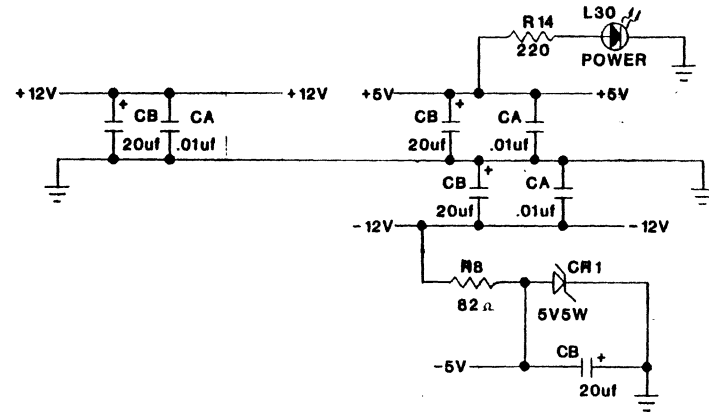 L30
R14
220
POWER
+12V
+12V
+5V
+5V
+
CB
CA
20uf
.01uf
+
CB
CA
20uf
.01uf
+
CB
CA
20uf
.01uf
-12V
-12V
82Ω
5V5W
CB
+
-5V
20uf